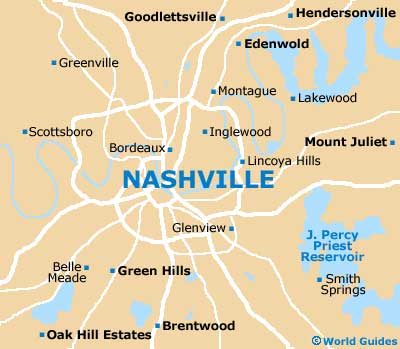 Goodlettsville
Hendersonville
Edenwold
Greenville
Montague
Lakewood
Scottsboro
Inglewood
Mount Juliet
Bordeaux
Lincoya Hills
NASHVILLE
Glenview
J. Percy
Priest
Reservoir
Belle
Meade
Green Hills
Smith
Springs
Brentwood
Oak Hill Estates
© World Guides